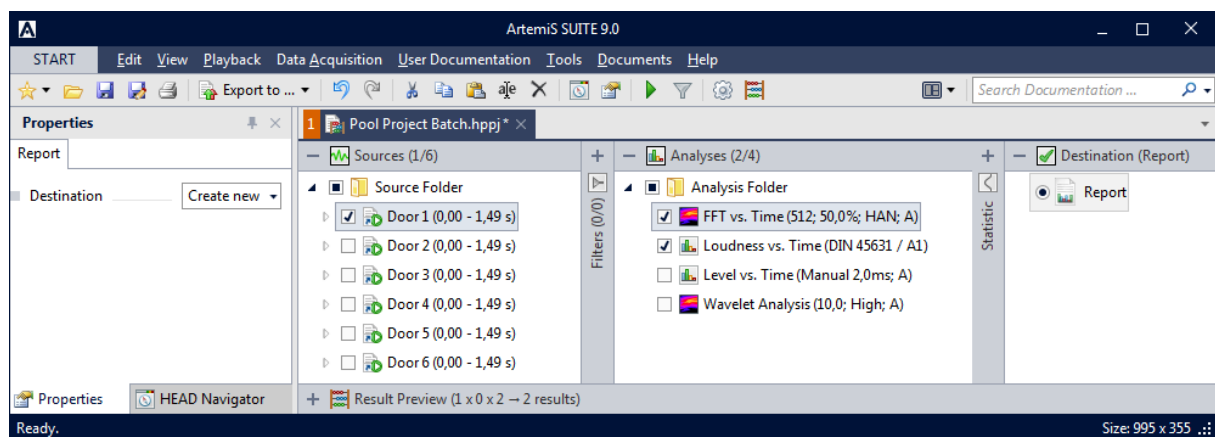 ArtemiS SUITE 9.0
START Edit View Playback Data Acquisition User Documentation Tools Documents Help
Export to ... Search Documentation ...
Properties 1 Pool Project Batch.hppj*
Report Sources (1/6) Analyses (2/4) Destination (Report)
Destination Create new
Source Folder
Door 1 (0,00 - 1,49 s)
Door 2 (0,00 - 1,49 s)
Door 3 (0,00 - 1,49 s)
Door 4 (0,00 - 1,49 s)
Door 5 (0,00 - 1,49 s)
Door 6 (0,00 - 1,49 s)
Filters (0/0)
Analysis Folder
FFT vs. Time (512; 50,0%; HAN; A)
Loudness vs. Time (DIN 45631 / A1)
Level vs. Time (Manual 2,0ms; A)
Wavelet Analysis (10,0; High; A)
Statistic
Report
Properties HEAD Navigator Result Preview (1 x 0 x 2 → 2 results)
Ready. Size: 995 x 355